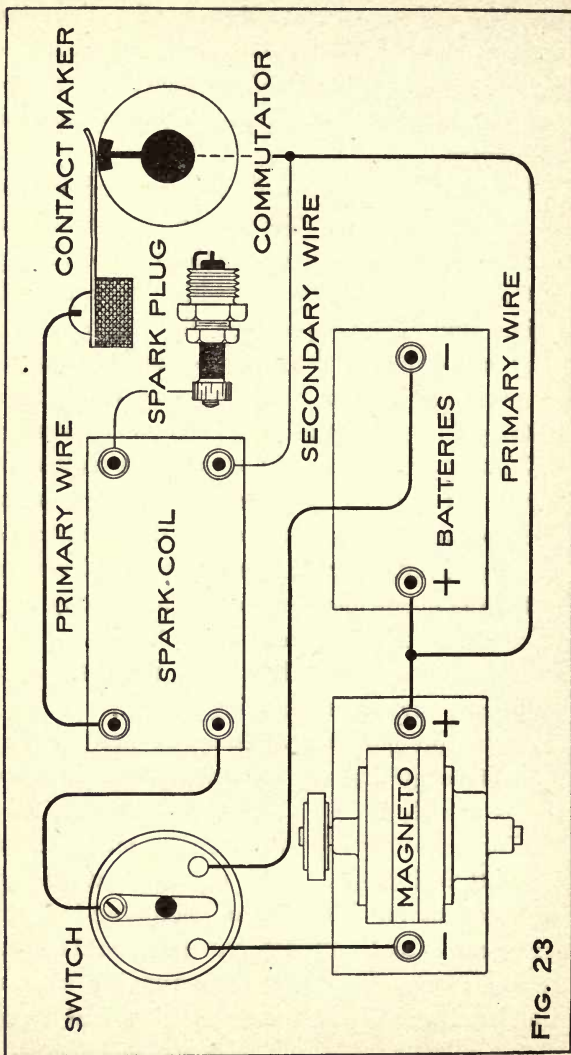 CONTACT MAKER
COMMUTATOR
PRIMARY WIRE
SPARK PLUG
SPARK-COIL
SECONDARY WIRE
SWITCH
+ BATTERIES −
PRIMARY WIRE
− MAGNETO +
FIG. 23